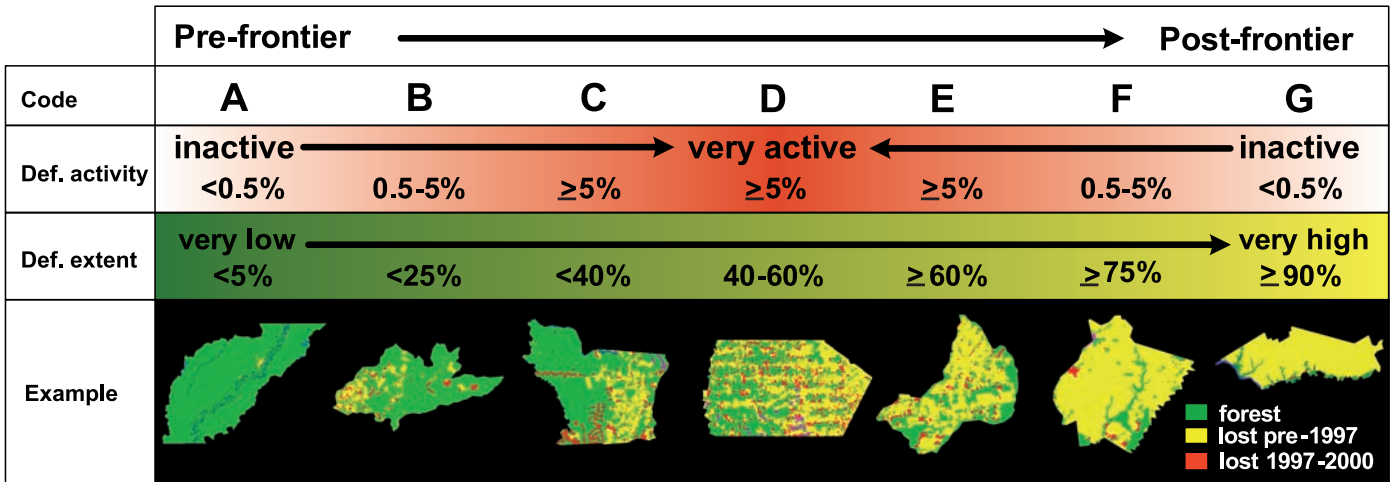 Pre-frontier Post-frontier
Code A B C D E F G
Def. activity
inactive very active inactive
<0.5% 0.5-5% ≥5% ≥5% ≥5% 0.5-5% <0.5%
Def. extent
very low very high
<5% <25% <40% 40-60% ≥60% ≥75% ≥90%
Example
forest
lost pre-1997
lost 1997-2000